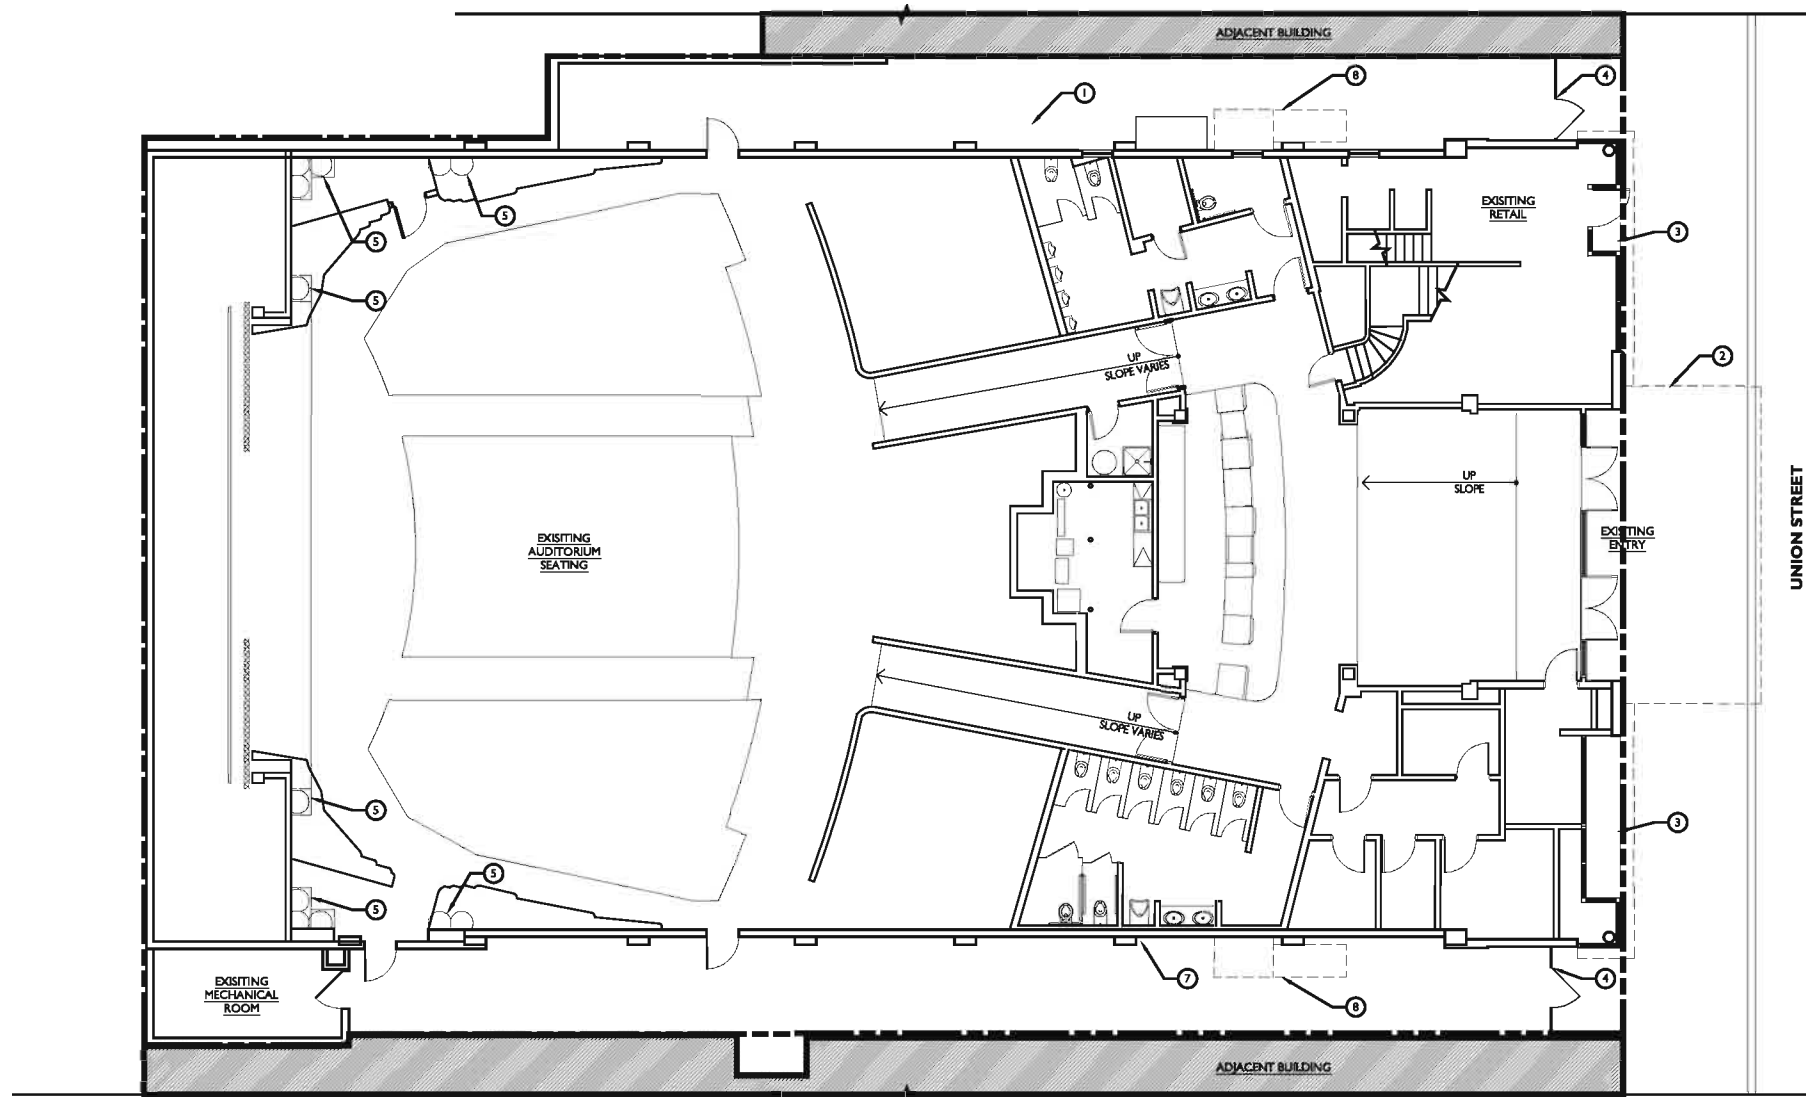 ADJACENT BUILDING
8
4
1
5
EXISITING
RETAIL
5
3
5
UP
SLOPE VARIES
2
UP
SLOPE
UNION STREET
EXISITING
AUDITORIUM
SEATING
EXISTING
ENTRY
UP
SLOPE VARIES
5
3
5
5
EXISITING
MECHANICAL
ROOM
7
4
8
ADJACENT BUILDING